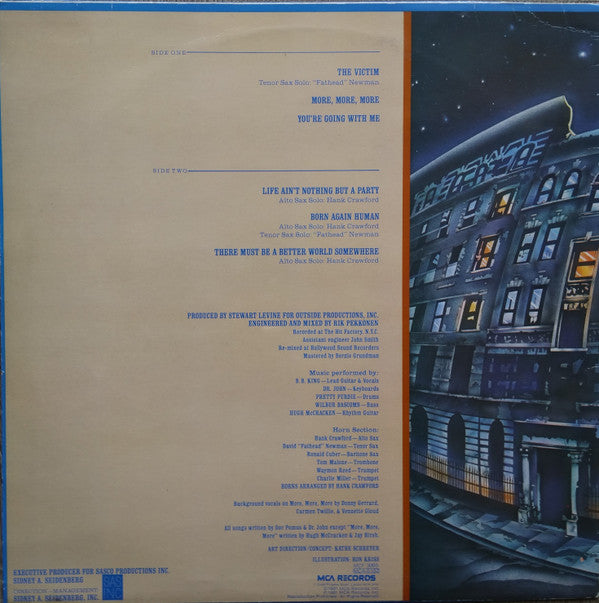 SIDE ONE
THE VICTIM
Tenor Sax Solo: "Fathead" Newman
MORE, MORE, MORE
YOU'RE GOING WITH ME
SIDE TWO
LIFE AIN'T NOTHING BUT A PARTY
Alto Sax Solo: Hank Crawford
BORN AGAIN HUMAN
Alto Sax Solo: Hank Crawford
Tenor Sax Solo: "Fathead" Newman
THERE MUST BE A BETTER WORLD SOMEWHERE
Alto Sax Solo: Hank Crawford
PRODUCED BY STEWART LEVINE FOR OUTSIDE PRODUCTIONS, INC.
ENGINEERED AND MIXED BY RIK PEKKONEN
Recorded at The Hit Factory, N.Y.C.
Assistant engineer John Smith
Re-mixed at Hollywood Sound Recorders
Mastered by Bernie Grundman
Music performed by:
B. B. KING—Lead Guitar & Vocals
DR. JOHN—Keyboards
PRETTY PURDIE—Drums
WILBUR BASCOMB—Bass
HUGH McCRACKEN—Rhythm Guitar
Horn Section:
Hank Crawford—Alto Sax
David "Fathead" Newman—Tenor Sax
Ronald Cuber—Baritone Sax
Tom Malone—Trombone
Waymon Reed—Trumpet
Charlie Miller—Trumpet
HORNS ARRANGED BY HANK CRAWFORD
Background vocals on More, More, More by Denny Gerrard,
Carmen Twillie, & Vennette Gloud
All songs written by Doc Pomus & Dr. John except "More, More,
More" written by Hugh McCracken & Jay Hirsh.
ART DIRECTION/CONCEPT: KATHE SCHREYER
ILLUSTRATION: RON KRISS
EXECUTIVE PRODUCER FOR SASCO PRODUCTIONS INC.
SIDNEY A. SEIDENBERG
DIRECTION-MANAGEMENT
SIDNEY A. SEIDENBERG, INC.
SAS INC
MCA RECORDS